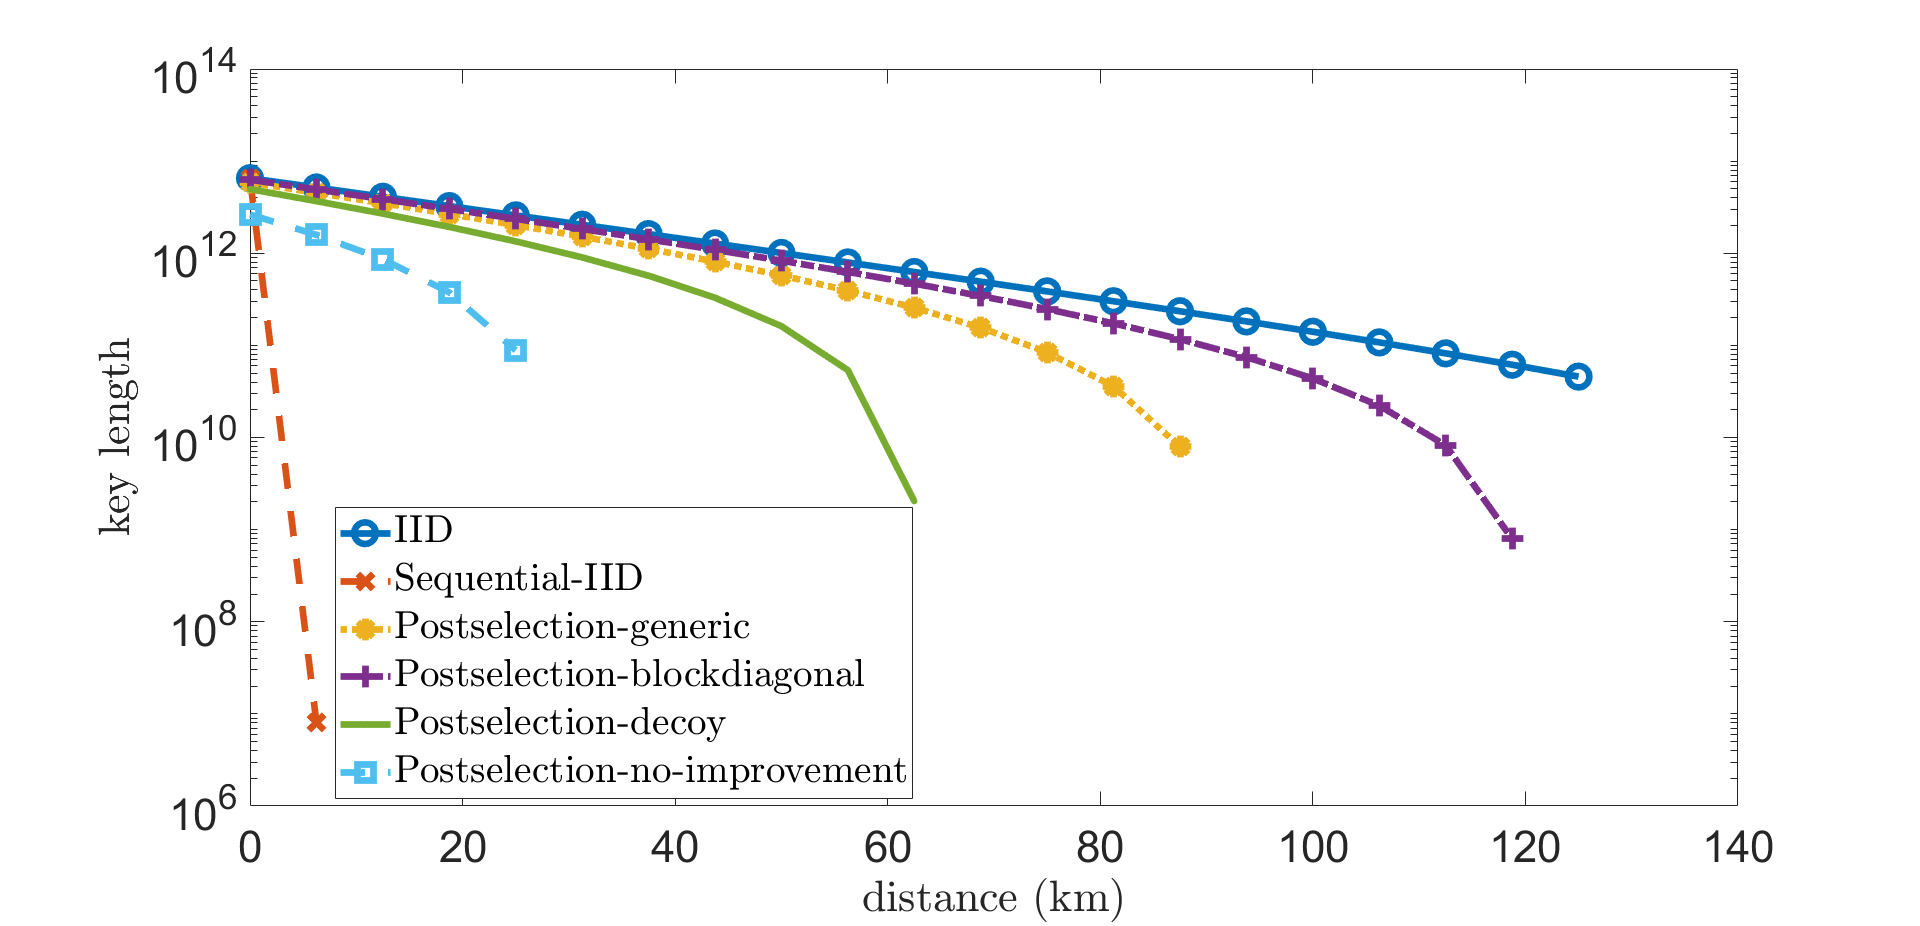 10^14
10^12
10^10
10^8
10^6
key length
IID
Sequential-IID
Postselection-generic
Postselection-blockdiagonal
Postselection-decoy
Postselection-no-improvement
0 20 40 60 80 100 120 140
distance (km)